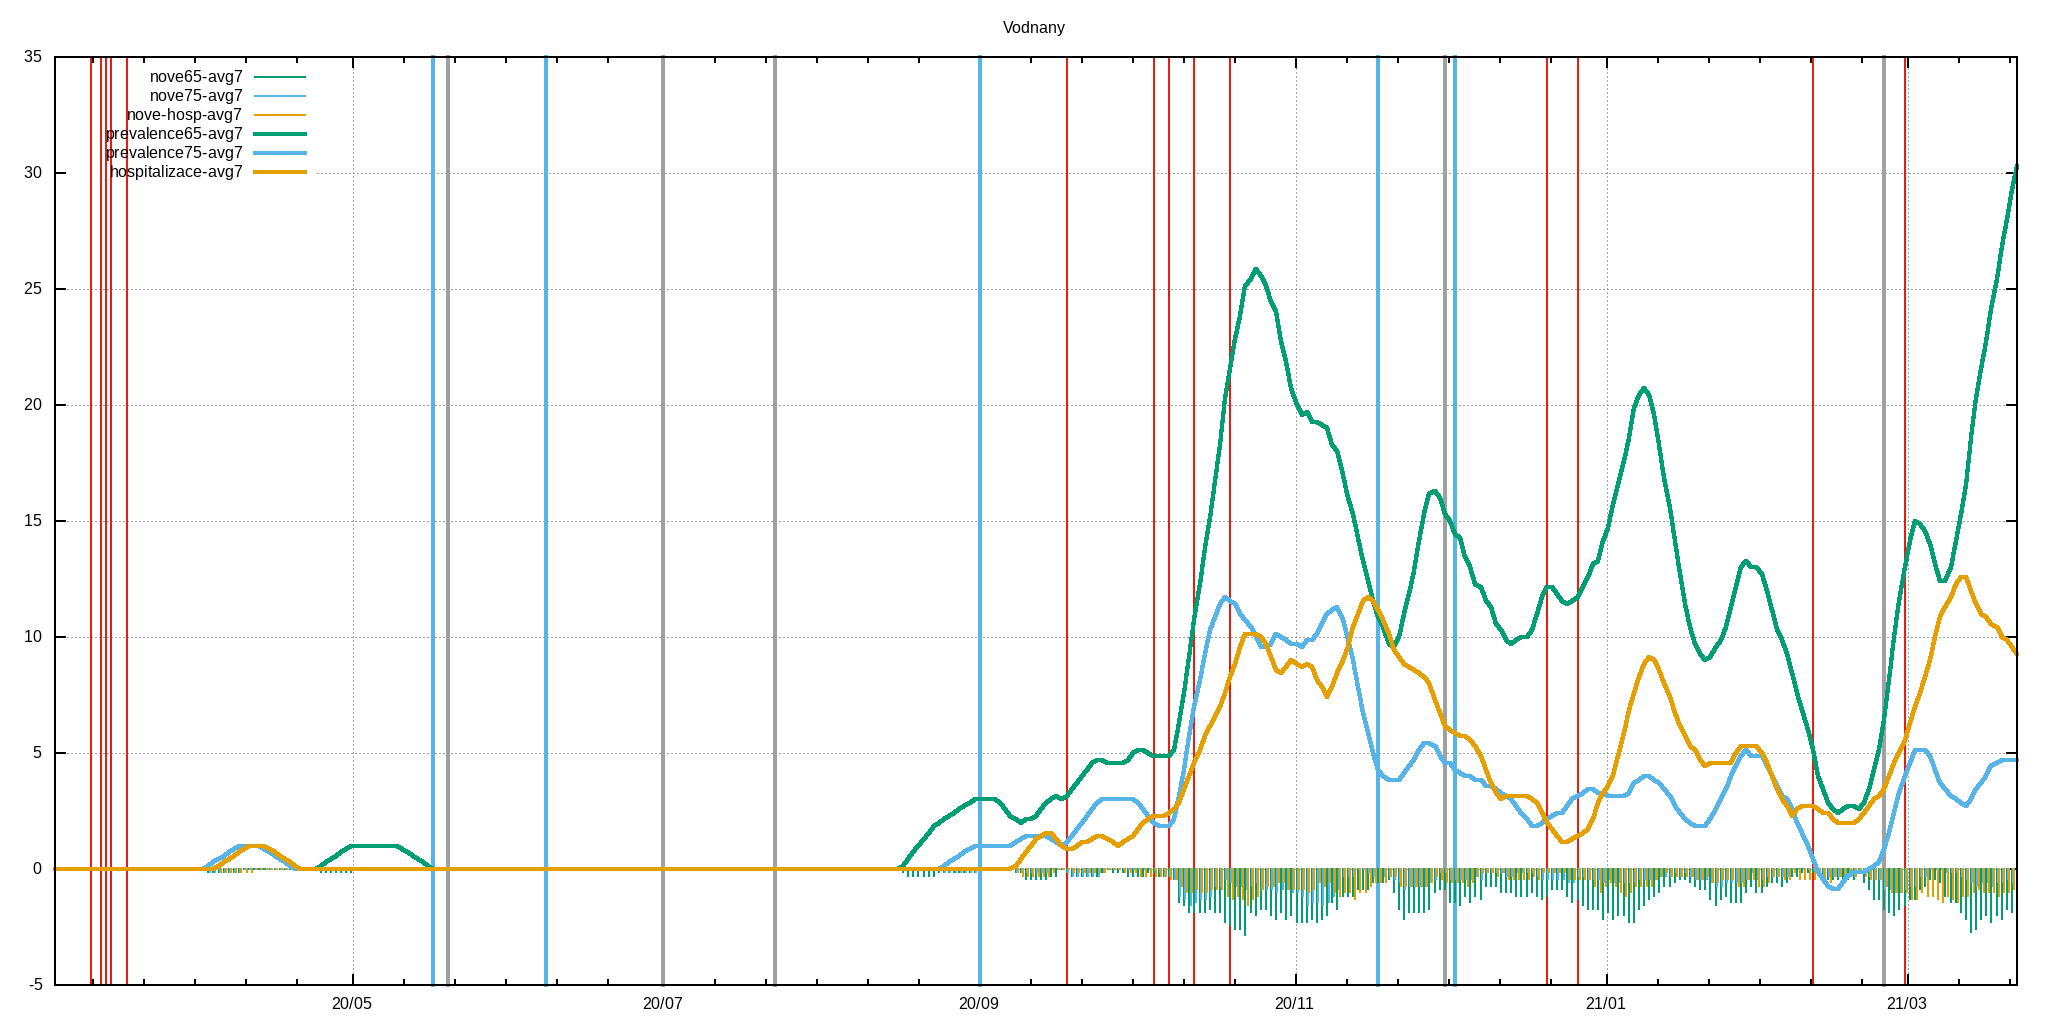 Vodnany
35
30
25
20
15
10
5
0
-5
nove65-avg7
nove75-avg7
nove-hosp-avg7
prevalence65-avg7
prevalence75-avg7
hospitalizace-avg7
20/05 20/07 20/09 20/11 21/01 21/03